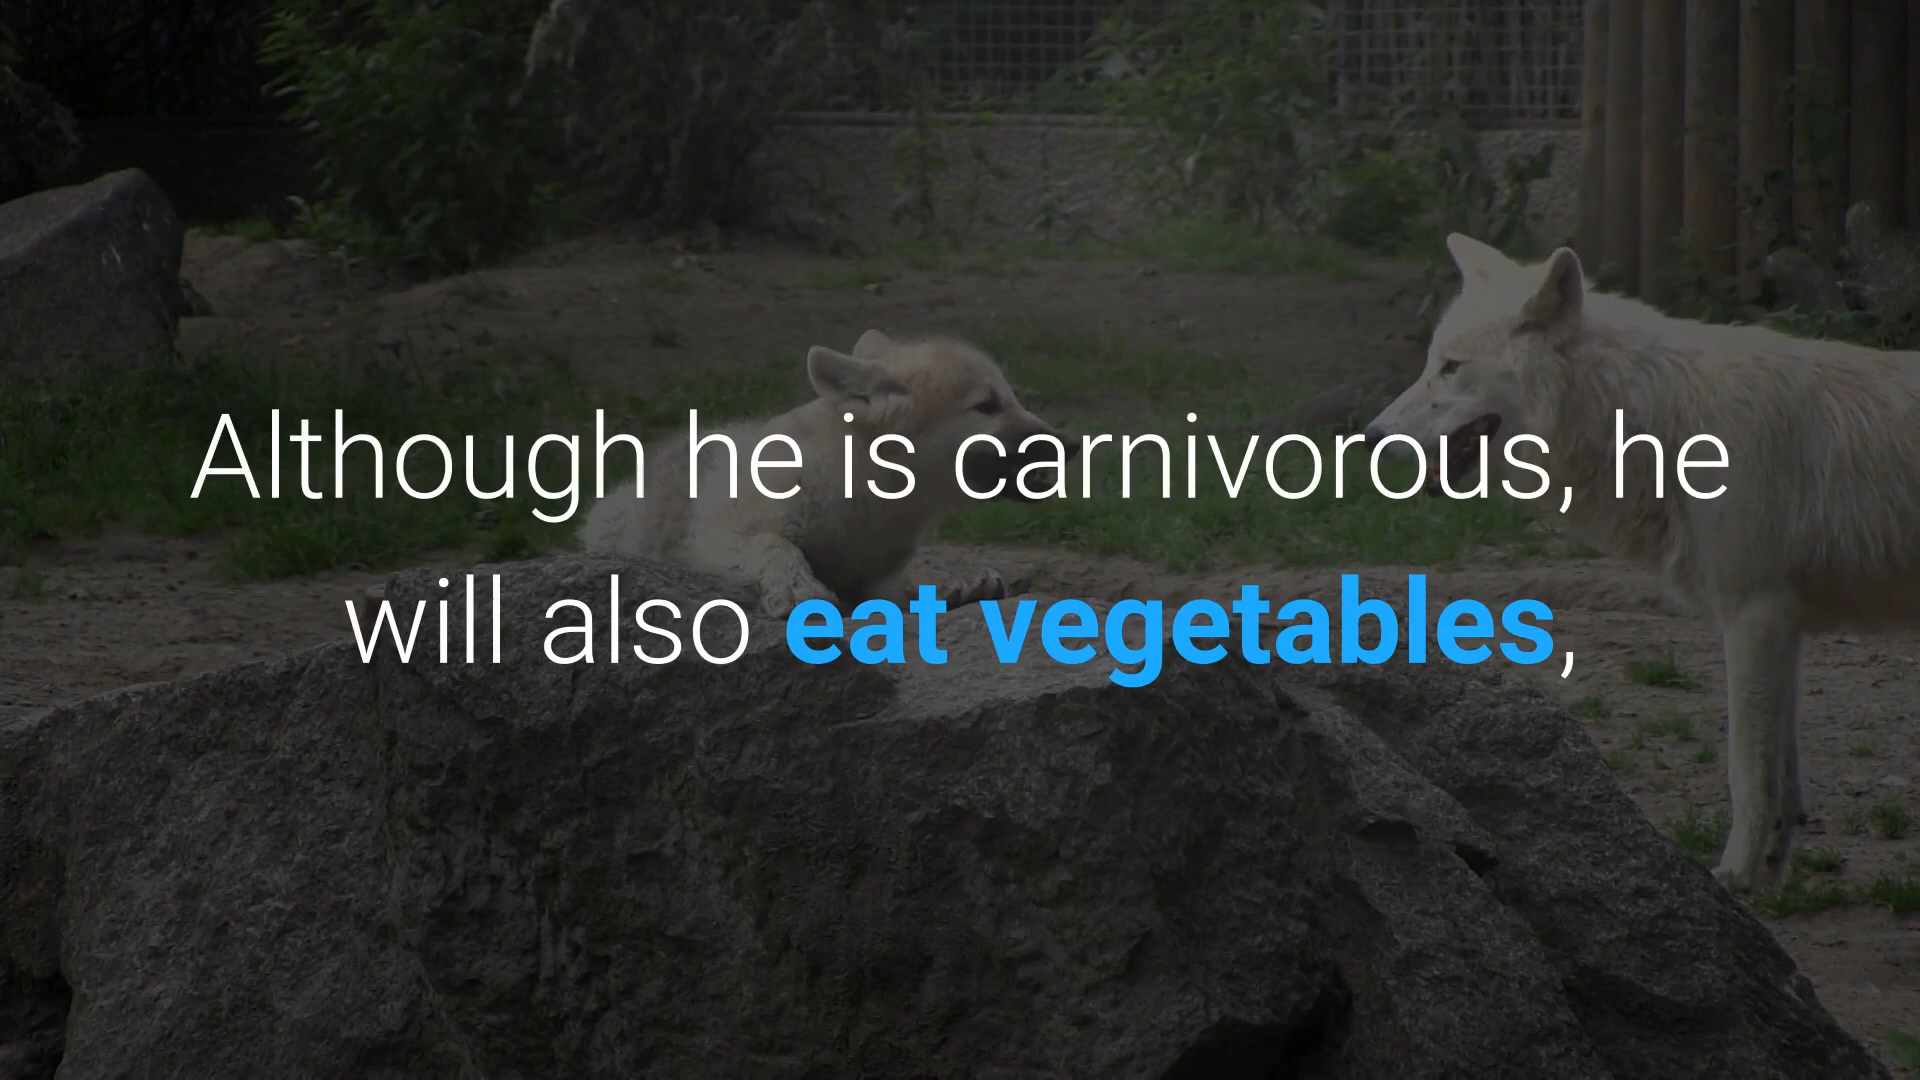 Although he is carnivorous, he
will also eat vegetables,